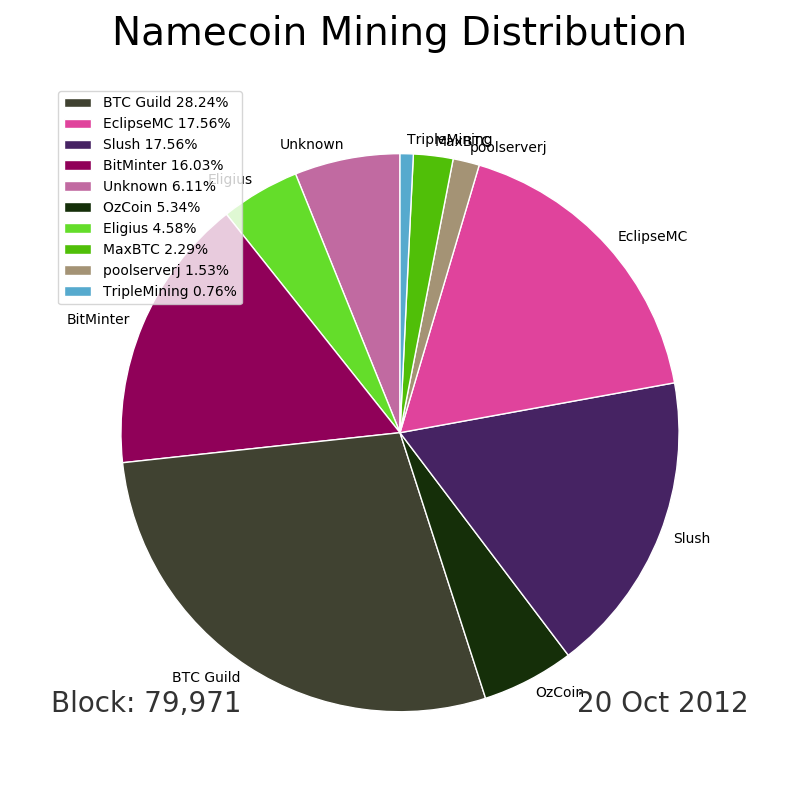 Namecoin Mining Distribution
BTC Guild 28.24%
EclipseMC 17.56%
Slush 17.56%
BitMinter 16.03%
Unknown 6.11%
OzCoin 5.34%
Eligius 4.58%
MaxBTC 2.29%
poolserverj 1.53%
TripleMining 0.76%
TripleMining
MaxBTC
poolserverj
Unknown
Eligius
EclipseMC
BitMinter
Slush
BTC Guild
OzCoin
Block: 79,971
20 Oct 2012